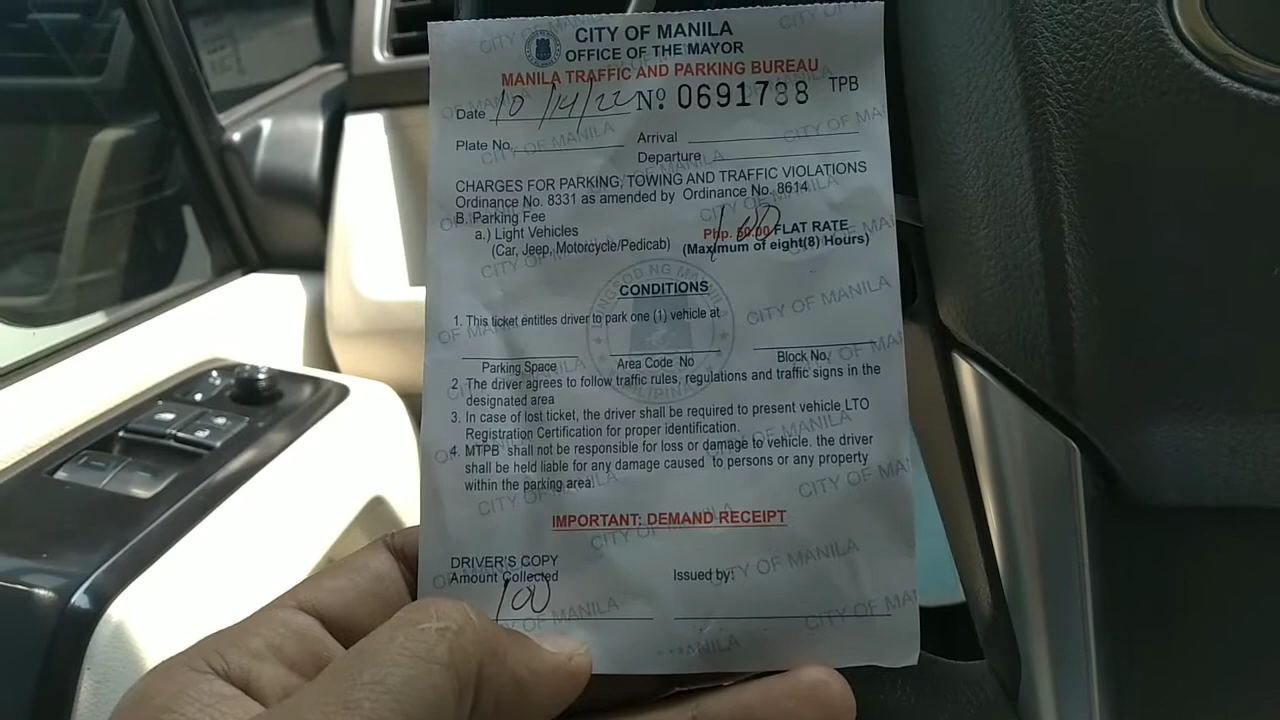 CITY OF MANILA
OFFICE OF THE MAYOR
MANILA TRAFFIC AND PARKING BUREAU
Date 10/14/22 Nº 0691788 TPB
Plate No. Arrival
Departure
CHARGES FOR PARKING, TOWING AND TRAFFIC VIOLATIONS
Ordinance No. 8331 as amended by Ordinance No. 8614
B. Parking Fee
a.) Light Vehicles Php. 50.00 100 FLAT RATE
(Car, Jeep, Motorcycle/Pedicab) (Maximum of eight(8) Hours)
CONDITIONS
1. This ticket entitles driver to park one (1) vehicle at
Parking Space Area Code No Block No.
2. The driver agrees to follow traffic rules, regulations and traffic signs in the
designated area
3. In case of lost ticket, the driver shall be required to present vehicle LTO
Registration Certification for proper identification.
4. MTPB shall not be responsible for loss or damage to vehicle. the driver
shall be held liable for any damage caused to persons or any property
within the parking area.
IMPORTANT: DEMAND RECEIPT
DRIVER'S COPY
Amount Collected Issued by:
100